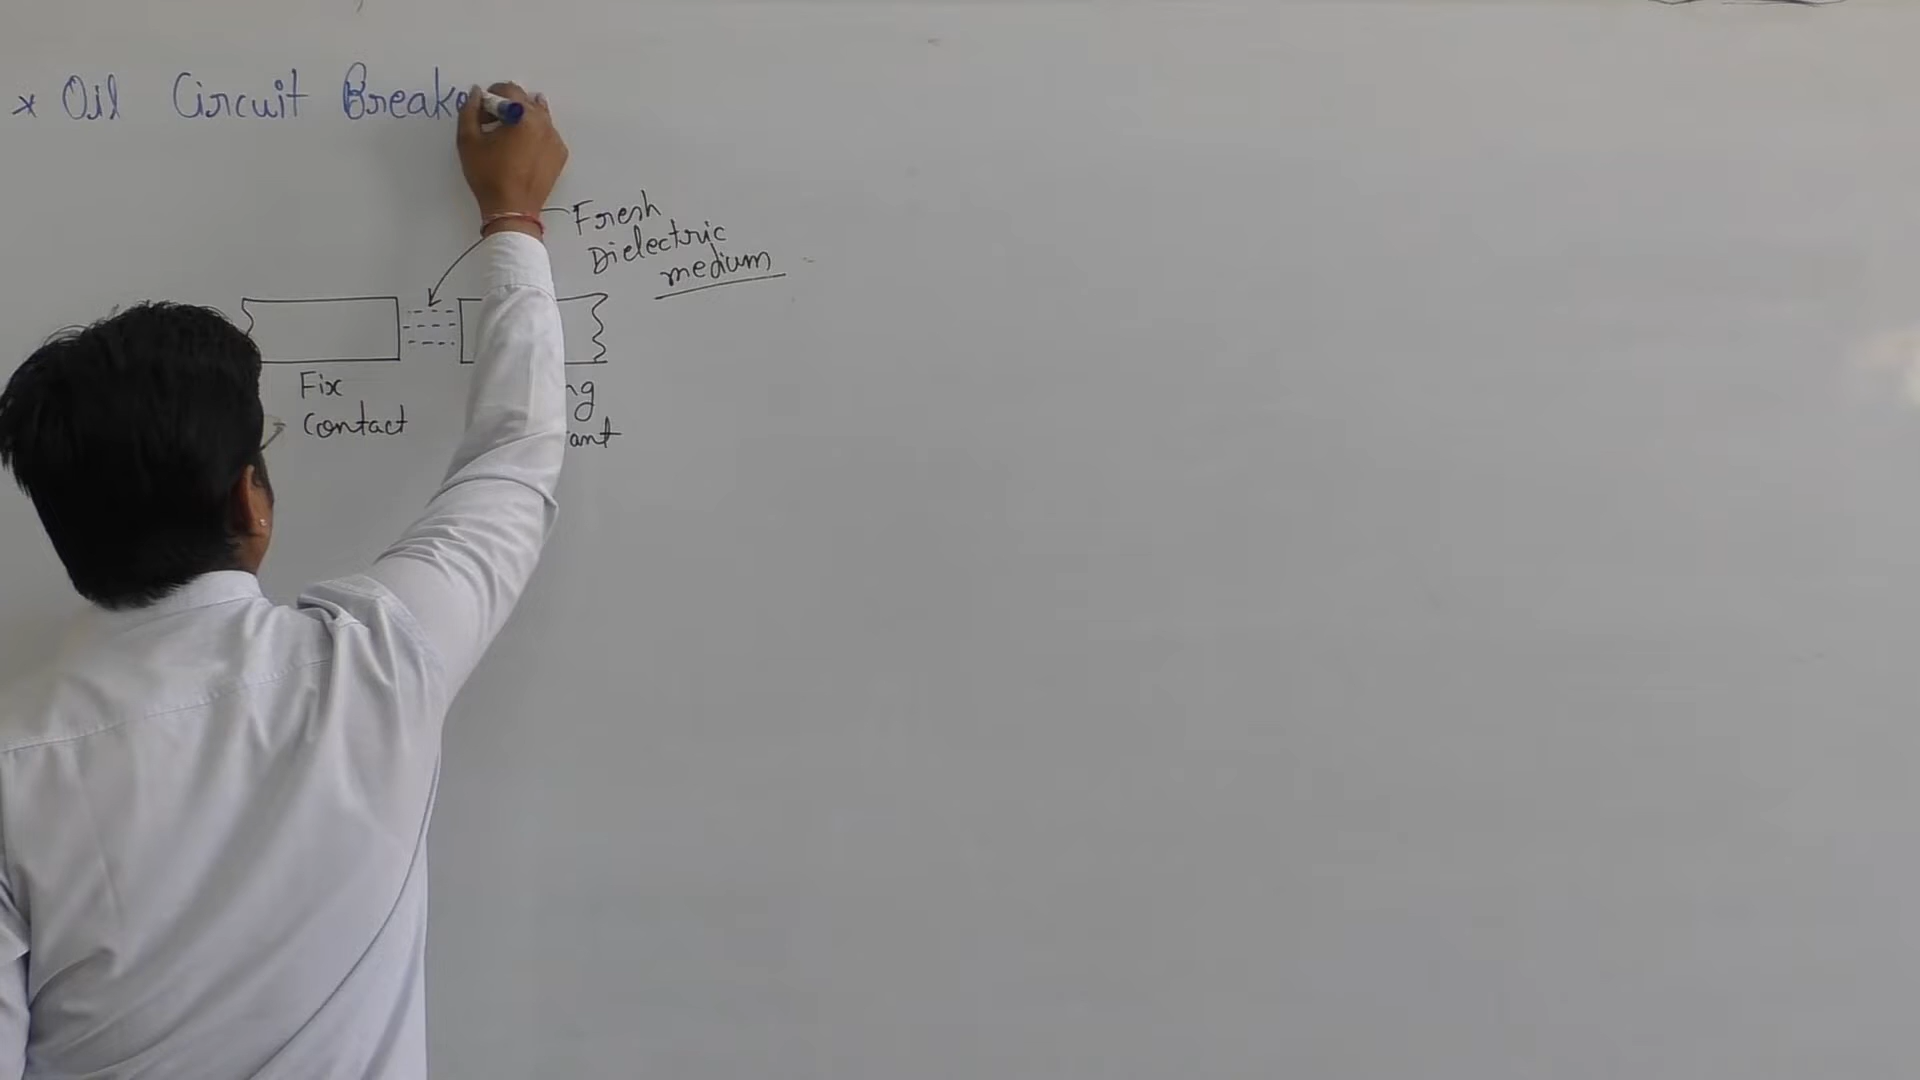 * Oil Circuit Breake
Fresh
Dielectric
medium
Fix
Contact